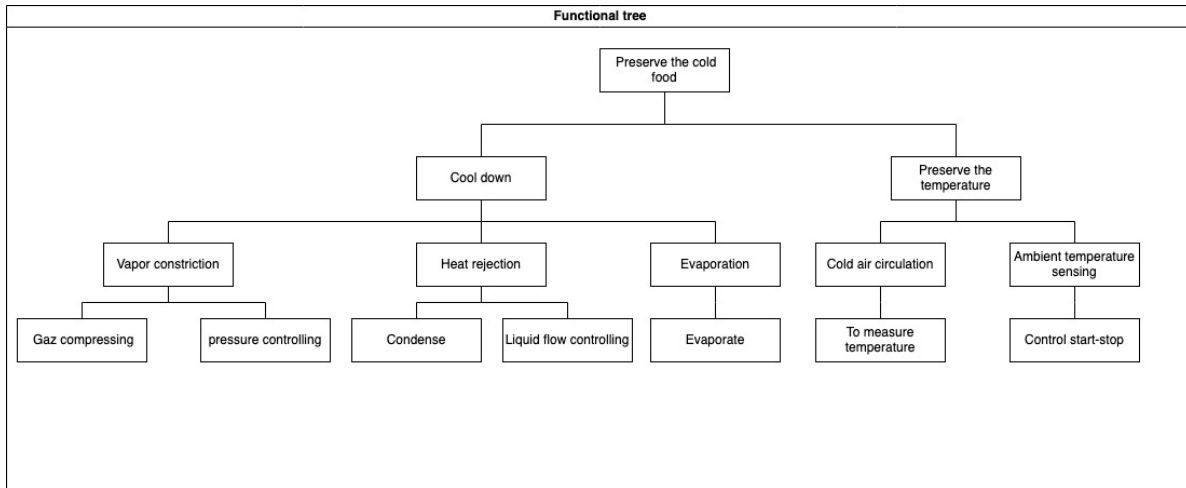 Functional tree
Preserve the cold
food
Cool down
Preserve the
temperature
Vapor constriction
Heat rejection
Evaporation
Cold air circulation
Ambient temperature
sensing
Gaz compressing
pressure controlling
Condense
Liquid flow controlling
Evaporate
To measure
temperature
Control start-stop